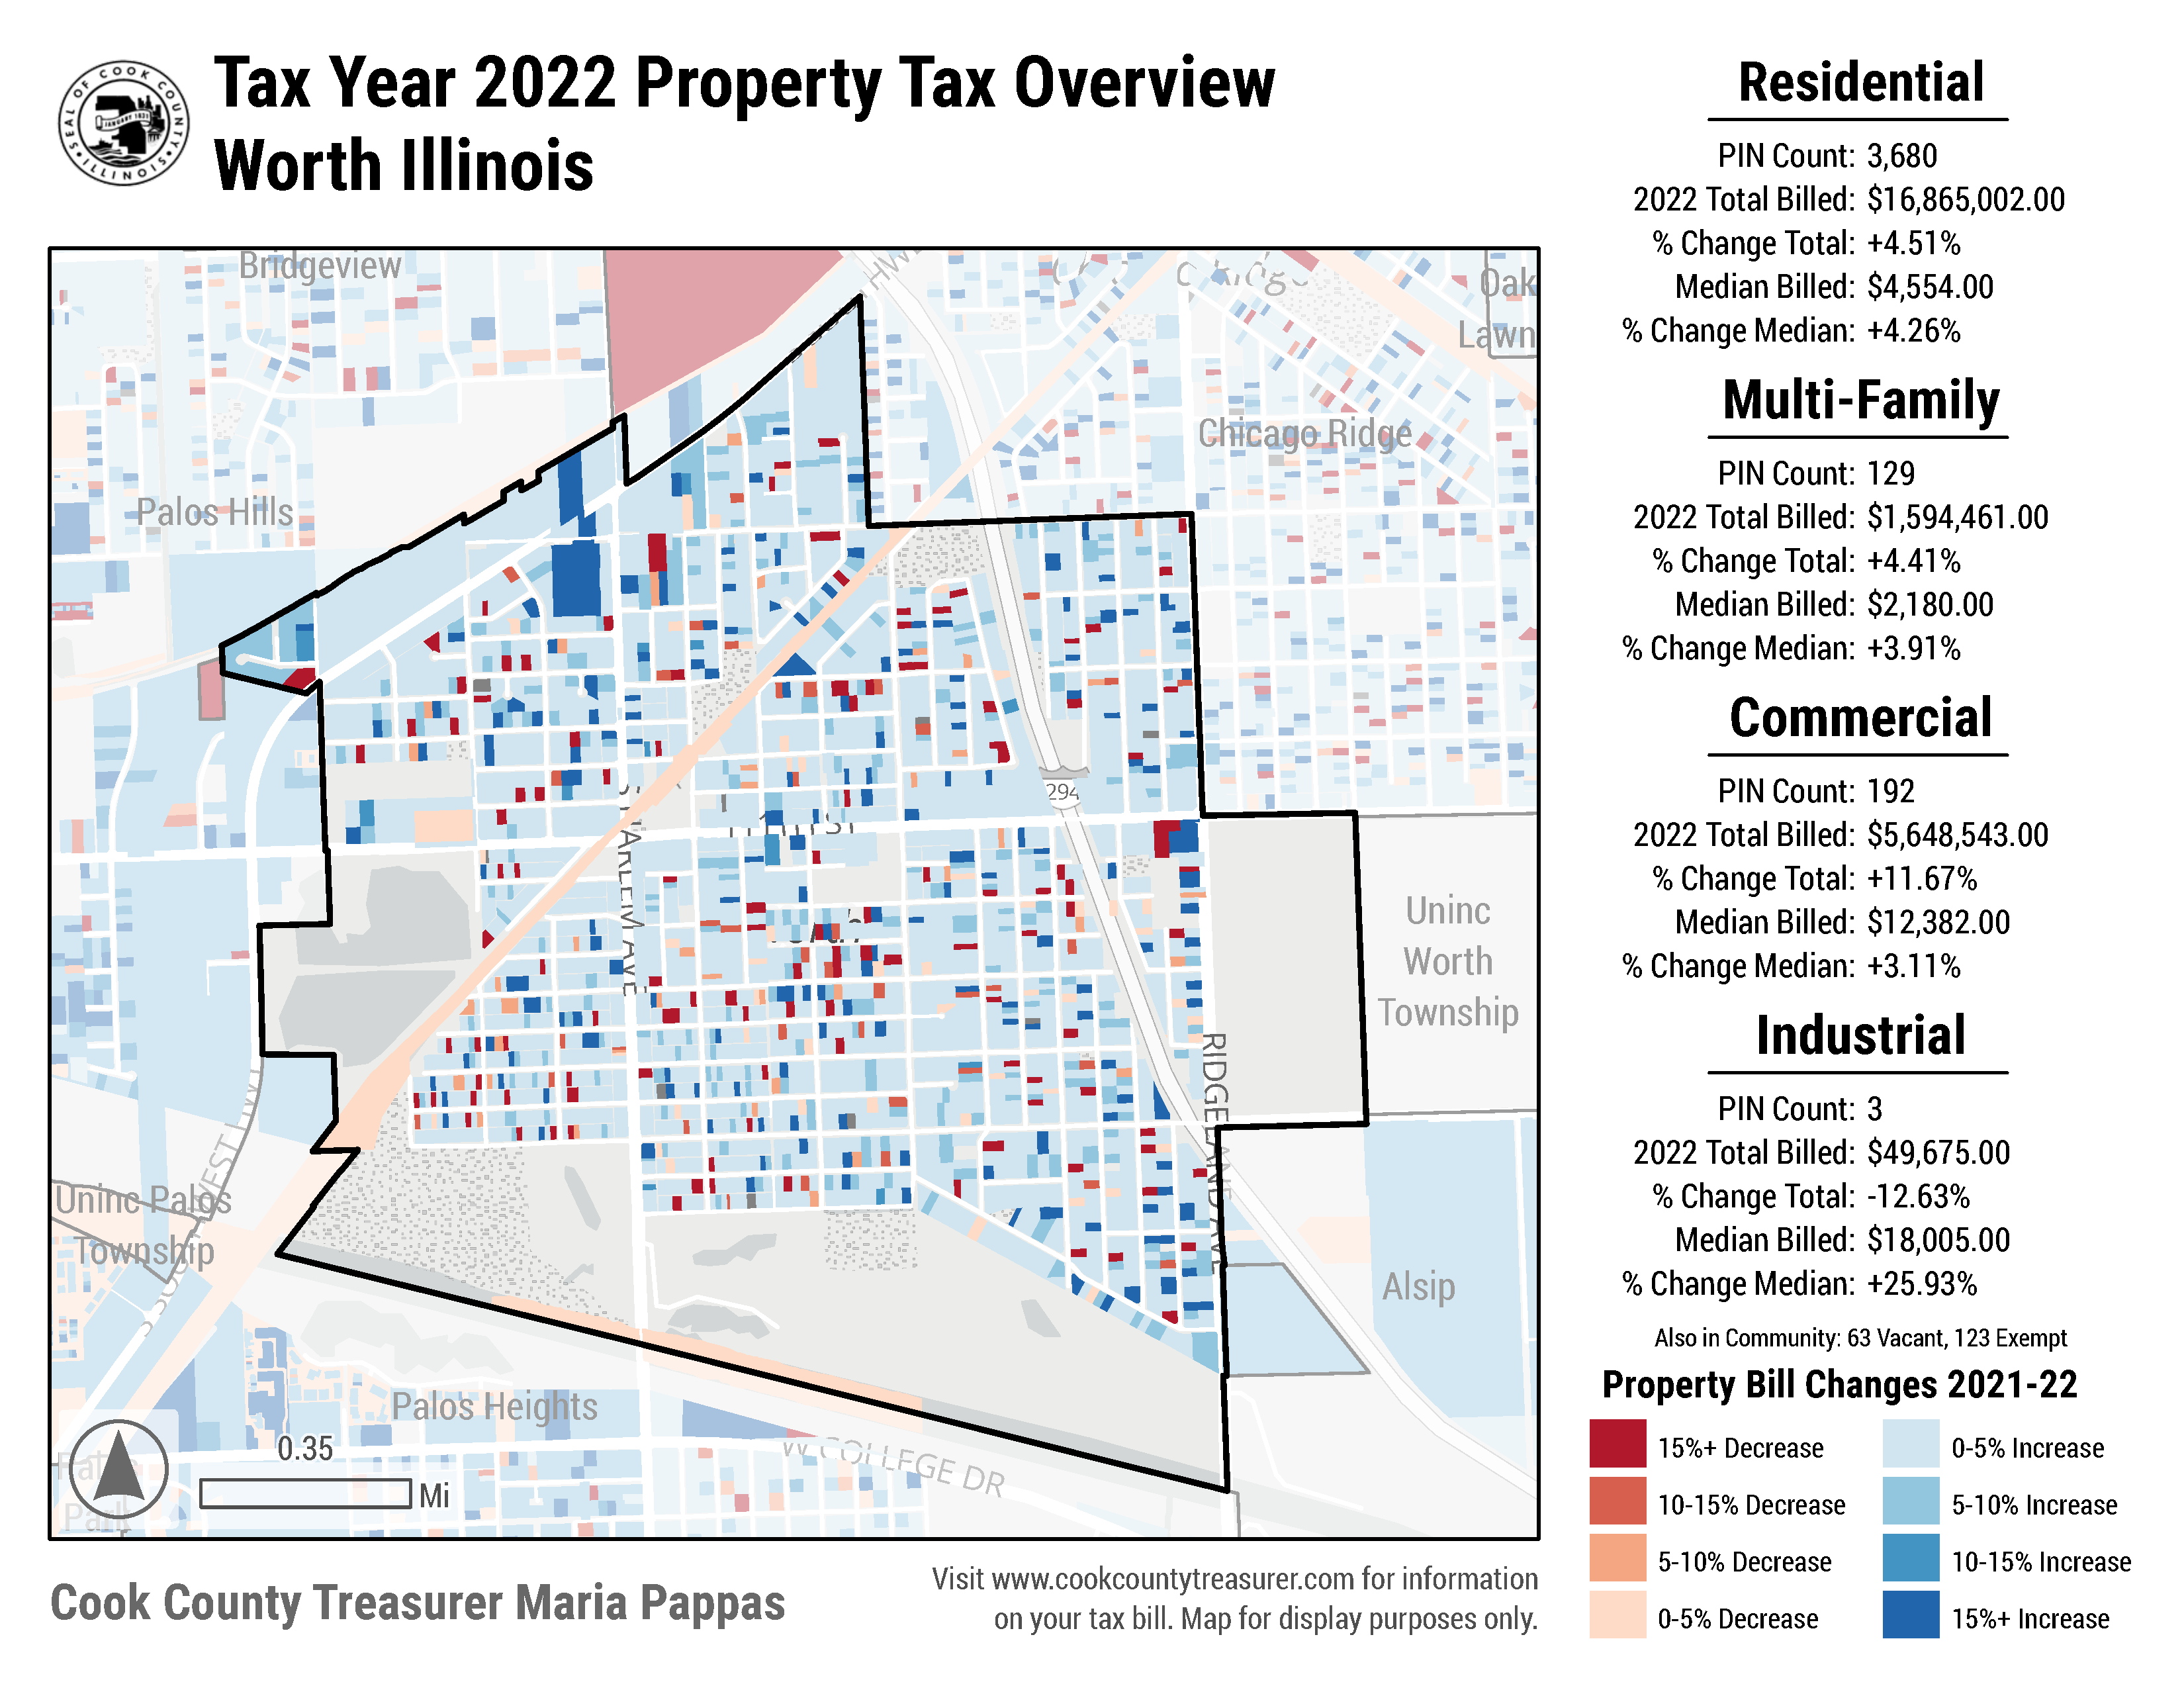 Tax Year 2022 Property Tax Overview
Worth Illinois
SEAL OF COOK COUNTY
ILLINOIS
JANUARY 1831
Bridgeview
Oak
Lawn
Chicago Ridge
Palos Hills
294
HARLEM AVE
RIDGELAND AVE
Uninc
Worth
Township
Uninc Palos
Township
Alsip
Palos Heights
W COLLEGE DR
Palos
Park
0.35
Mi
Cook County Treasurer Maria Pappas
Visit www.cookcountytreasurer.com for information
on your tax bill. Map for display purposes only.
Residential
PIN Count: 3,680
2022 Total Billed: $16,865,002.00
% Change Total: +4.51%
Median Billed: $4,554.00
% Change Median: +4.26%
Multi-Family
PIN Count: 129
2022 Total Billed: $1,594,461.00
% Change Total: +4.41%
Median Billed: $2,180.00
% Change Median: +3.91%
Commercial
PIN Count: 192
2022 Total Billed: $5,648,543.00
% Change Total: +11.67%
Median Billed: $12,382.00
% Change Median: +3.11%
Industrial
PIN Count: 3
2022 Total Billed: $49,675.00
% Change Total: -12.63%
Median Billed: $18,005.00
% Change Median: +25.93%
Also in Community: 63 Vacant, 123 Exempt
Property Bill Changes 2021-22
15%+ Decrease
10-15% Decrease
5-10% Decrease
0-5% Decrease
0-5% Increase
5-10% Increase
10-15% Increase
15%+ Increase